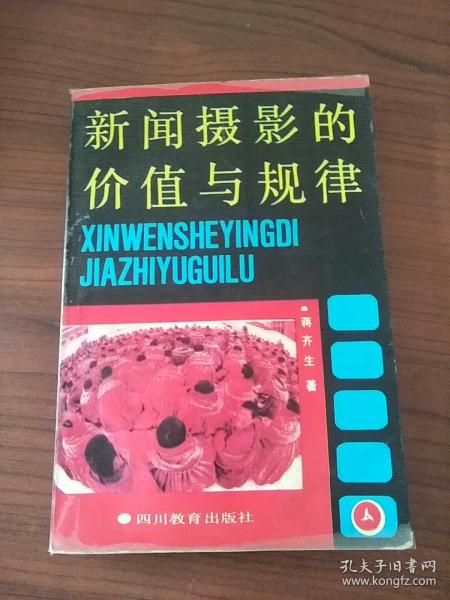 新闻摄影的
价值与规律
XINWENSHEYINGDI
JIAZHIYUGUILU
蒋齐生 著
四川教育出版社
孔夫子旧书网
www.kongfz.com